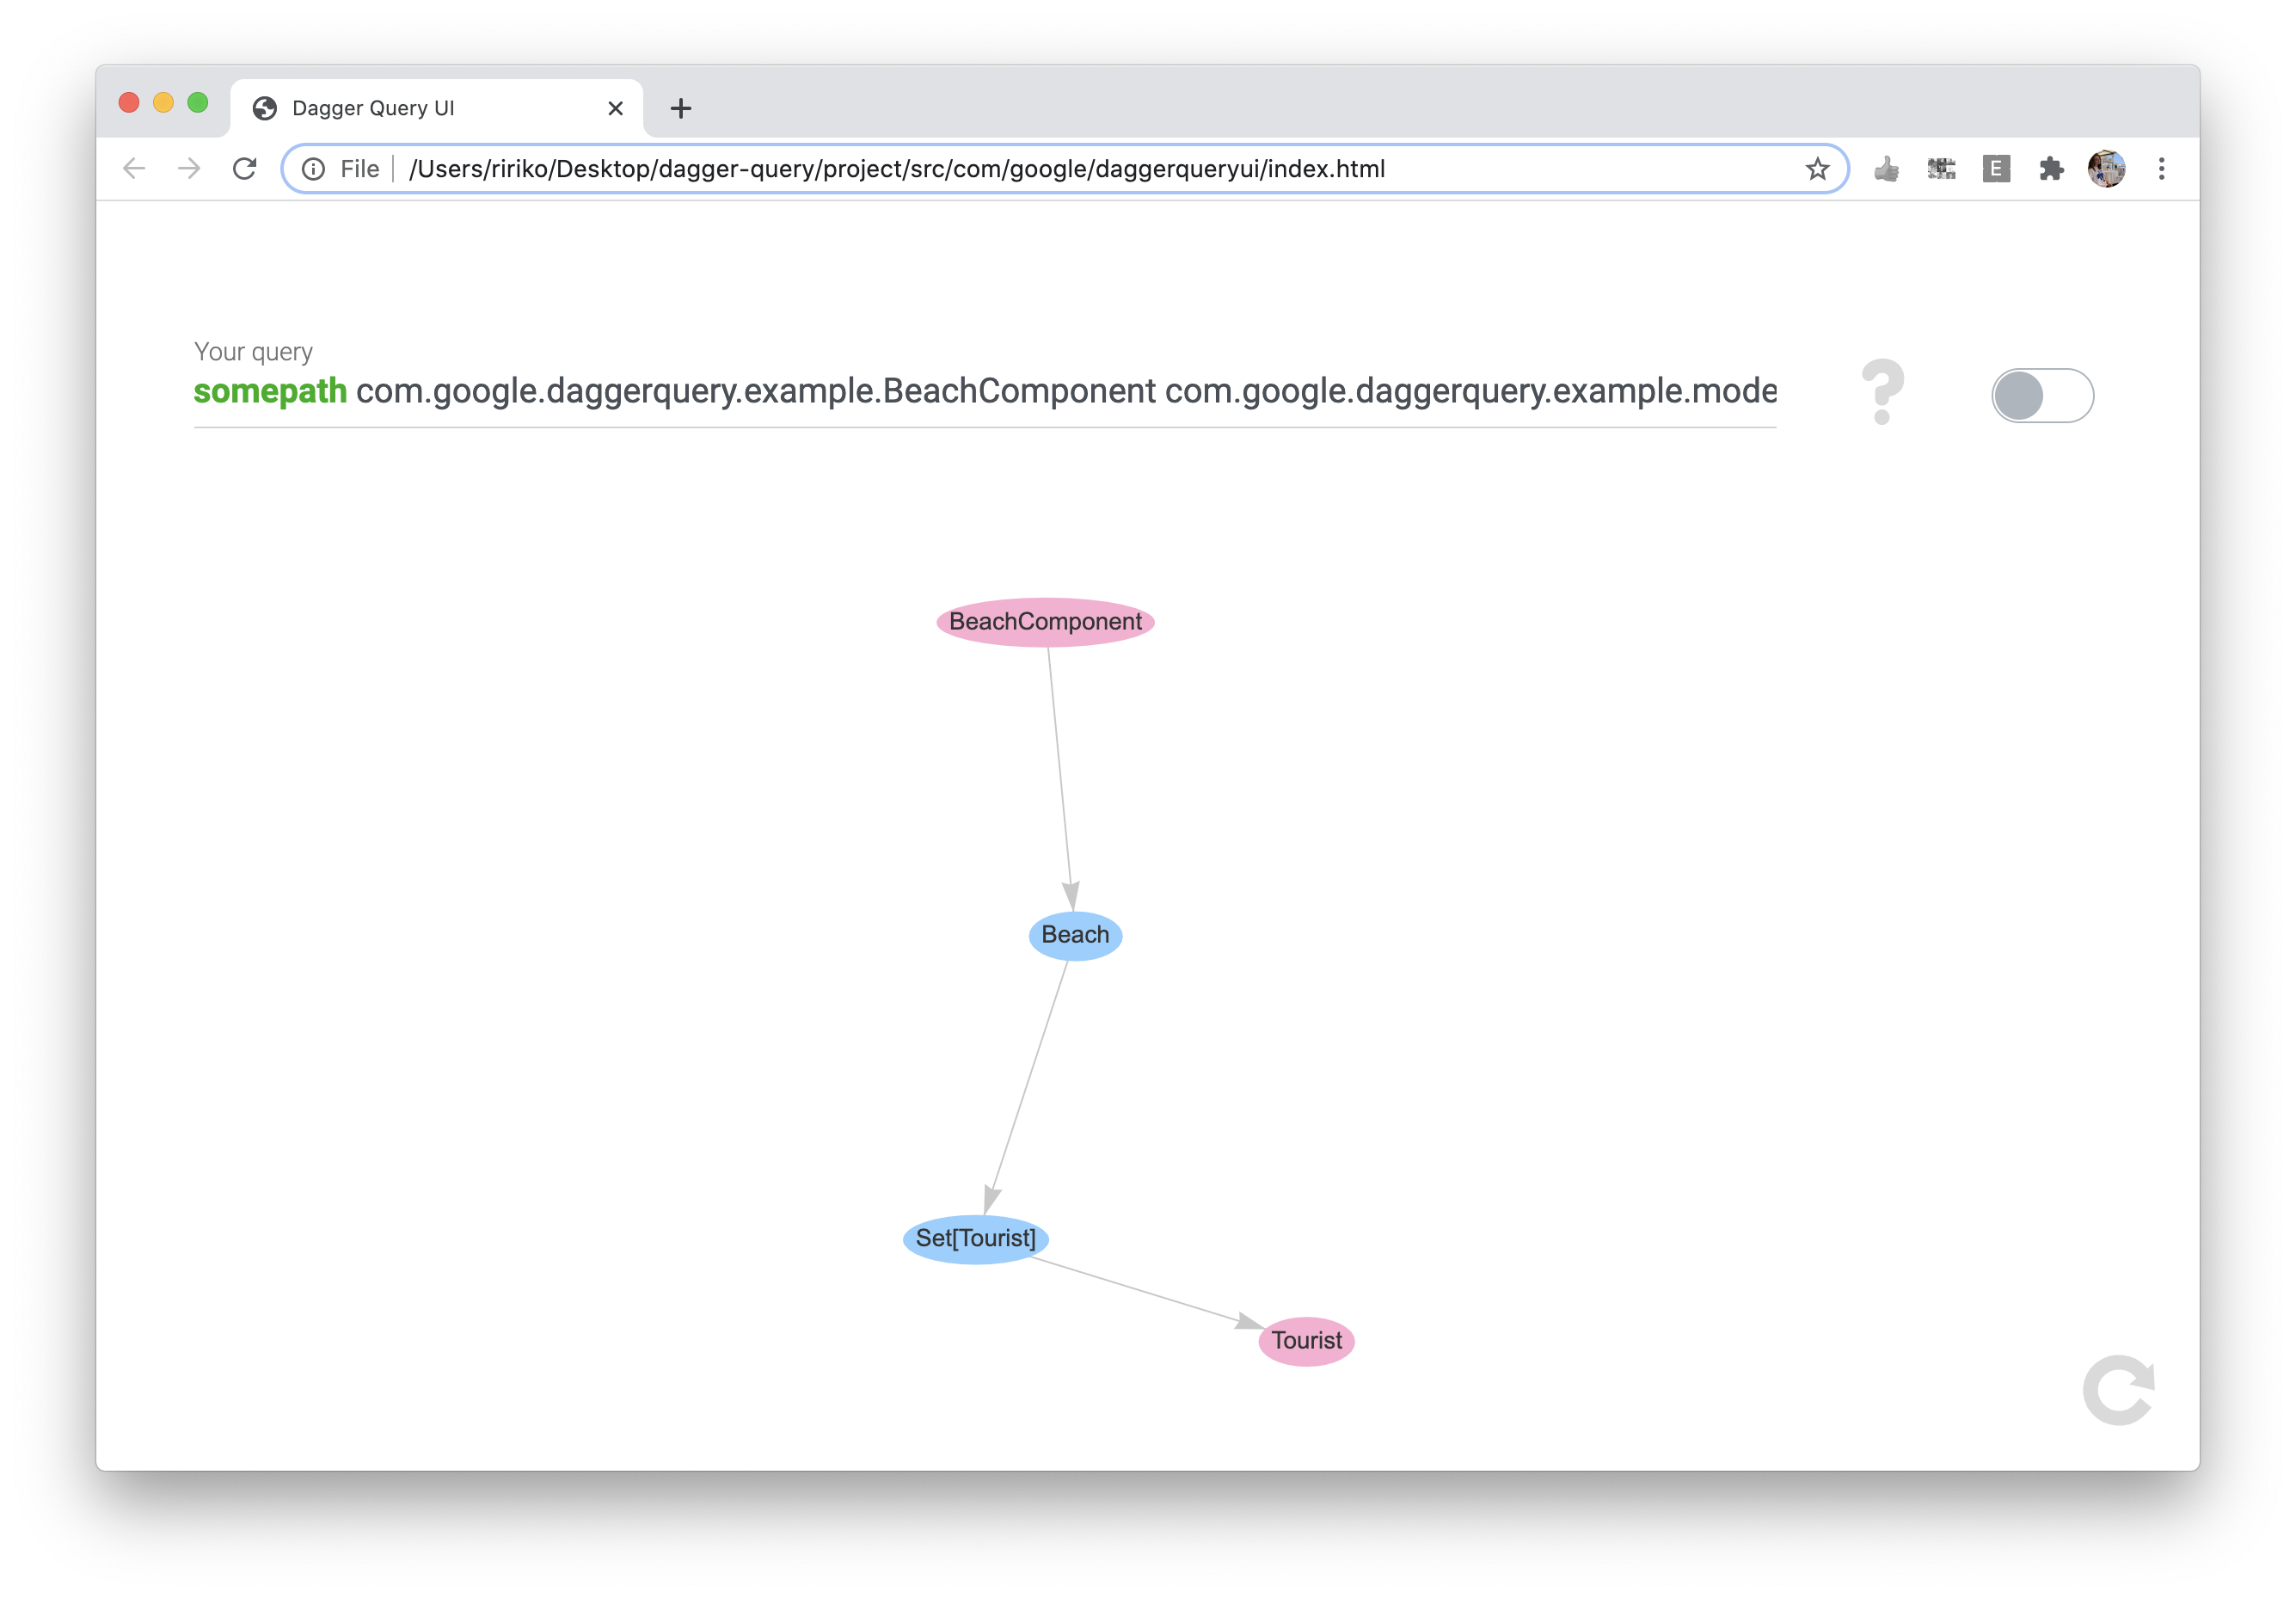 Dagger Query UI
File /Users/ririko/Desktop/dagger-query/project/src/com/google/daggerqueryui/index.html
E
Your query
somepath com.google.daggerquery.example.BeachComponent com.google.daggerquery.example.mode
?
BeachComponent
Beach
Set[Tourist]
Tourist